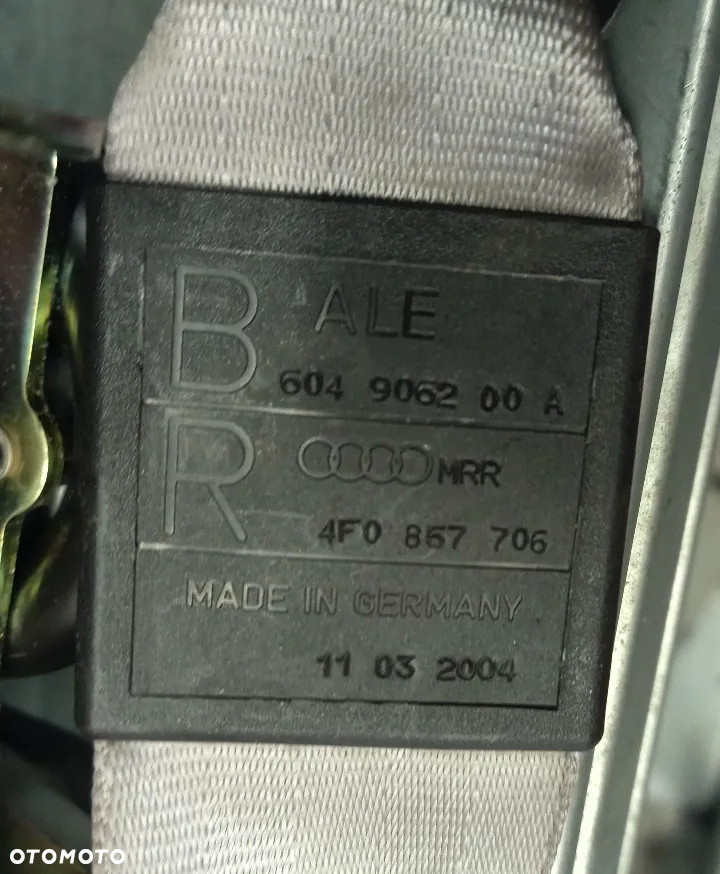 B ALE
604 9062 00 A
R MRR
4F0 857 706
MADE IN GERMANY
11 03 2004
OTOMOTO